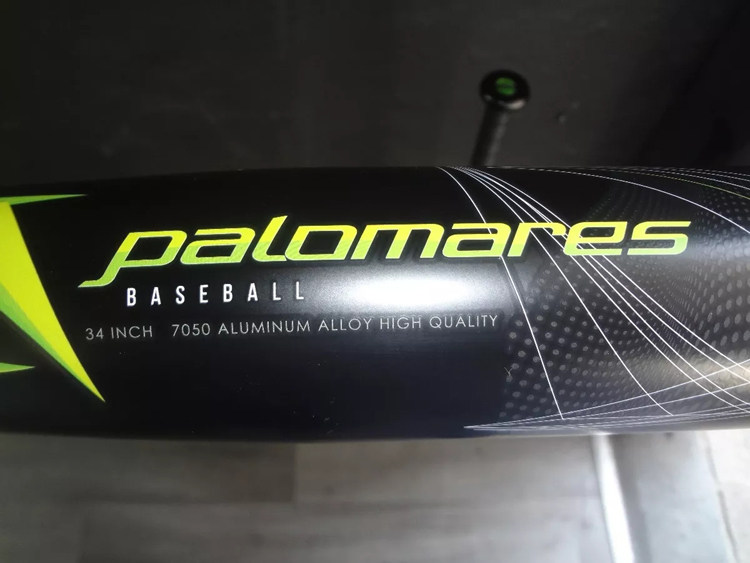 palomares
BASEBALL
34 INCH 7050 ALUMINUM ALLOY HIGH QUALITY